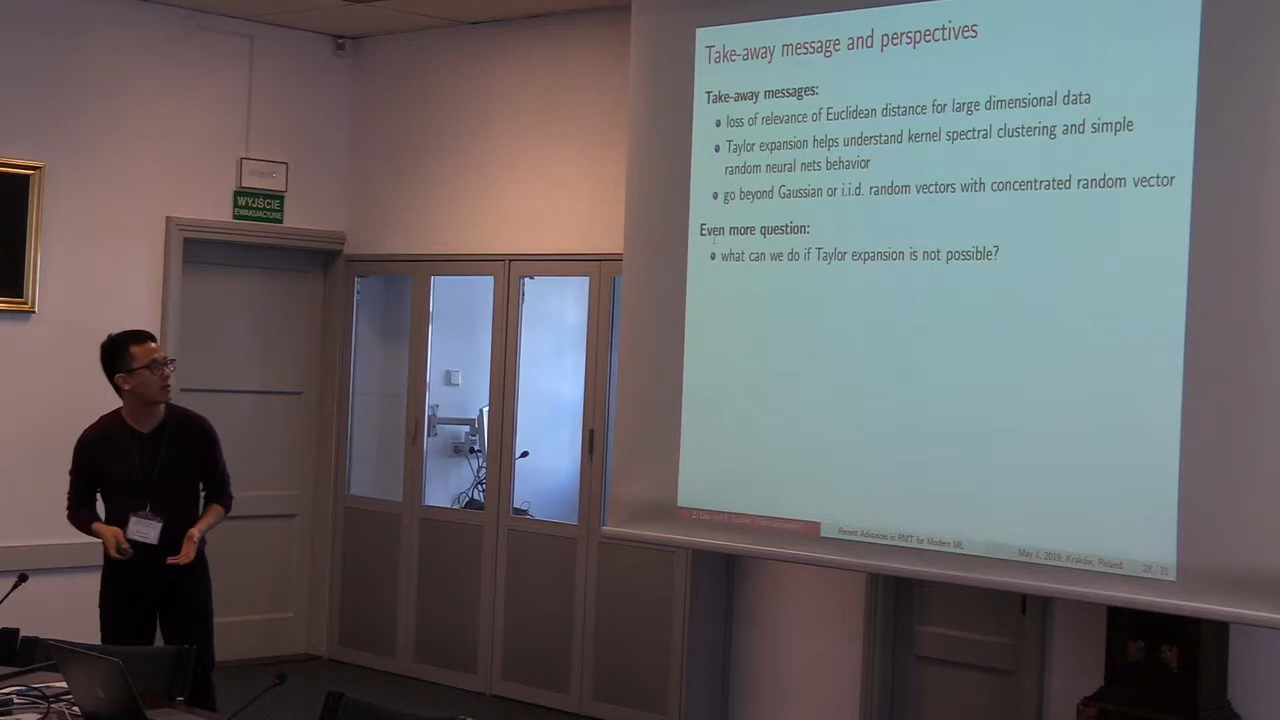 Take-away message and perspectives
Take-away messages:
loss of relevance of Euclidean distance for large dimensional data
Taylor expansion helps understand kernel spectral clustering and simple
random neural nets behavior
go beyond Gaussian or i.i.d. random vectors with concentrated random vector
Even more question:
what can we do if Taylor expansion is not possible?
Recent Advances in RMT for Modern ML
May 1, 2019, Kraków, Poland
WYJŚCIE
EWAKUACYJNE